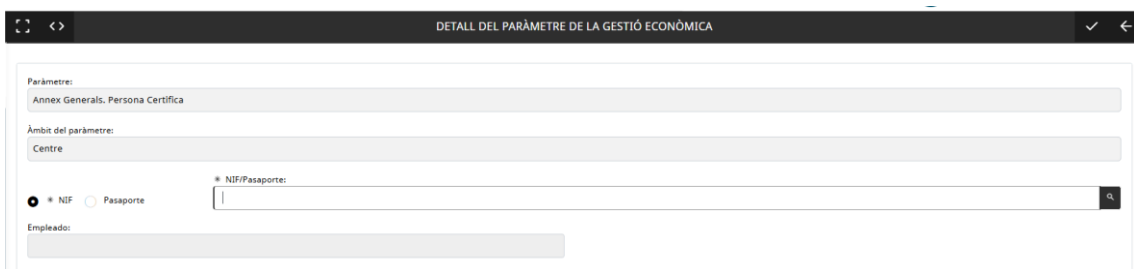 DETALL DEL PARÀMETRE DE LA GESTIÓ ECONÒMICA
Paràmetre:
Annex Generals. Persona Certifica
Àmbit del paràmetre:
Centre
* NIF/Pasaporte:
* NIF Pasaporte
Empleado: